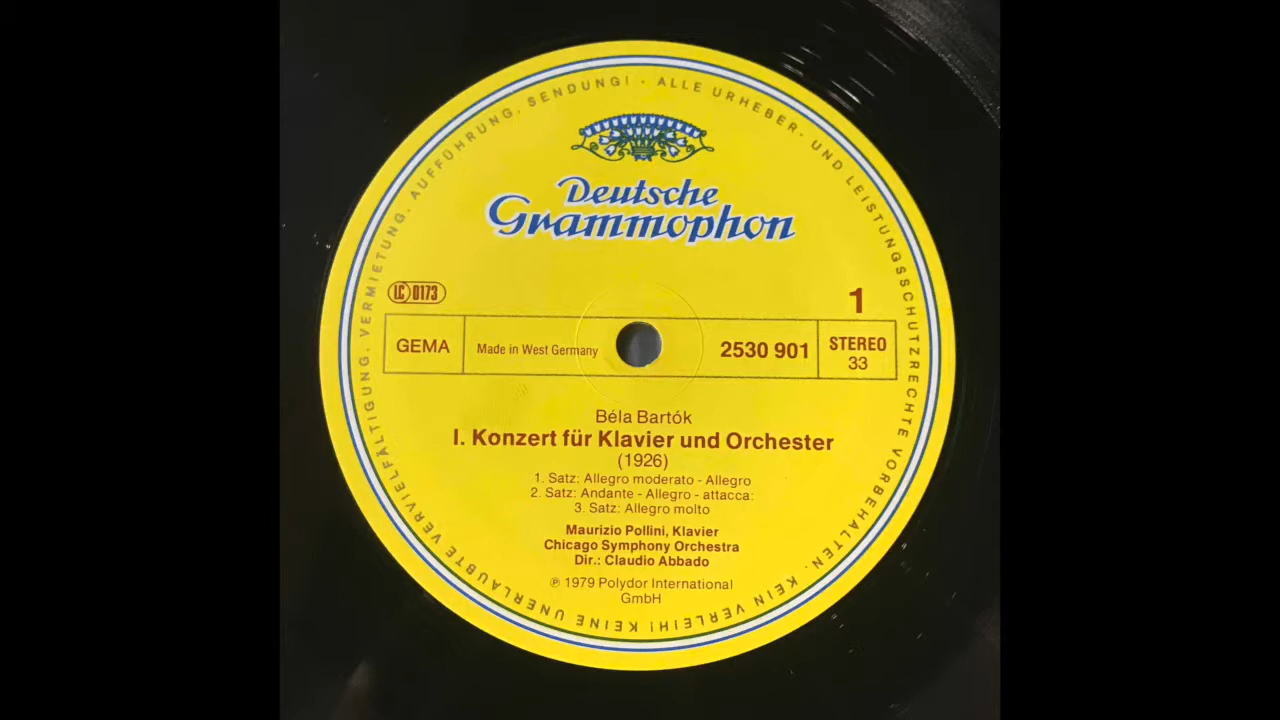 ALLE URHEBER- UND LEISTUNGSSCHUTZRECHTE VORBEHALTEN. KEIN VERLEIH! KEINE UNERLAUBTE VERVIELFÄLTIGUNG, VERMIETUNG, AUFFÜHRUNG, SENDUNG! ·
Deutsche
Grammophon
LC 0173
1
GEMA
Made in West Germany
2530 901
STEREO
33
Béla Bartók
I. Konzert für Klavier und Orchester
(1926)
1. Satz: Allegro moderato - Allegro
2. Satz: Andante - Allegro - attacca:
3. Satz: Allegro molto
Maurizio Pollini, Klavier
Chicago Symphony Orchestra
Dir.: Claudio Abbado
℗ 1979 Polydor International
GmbH